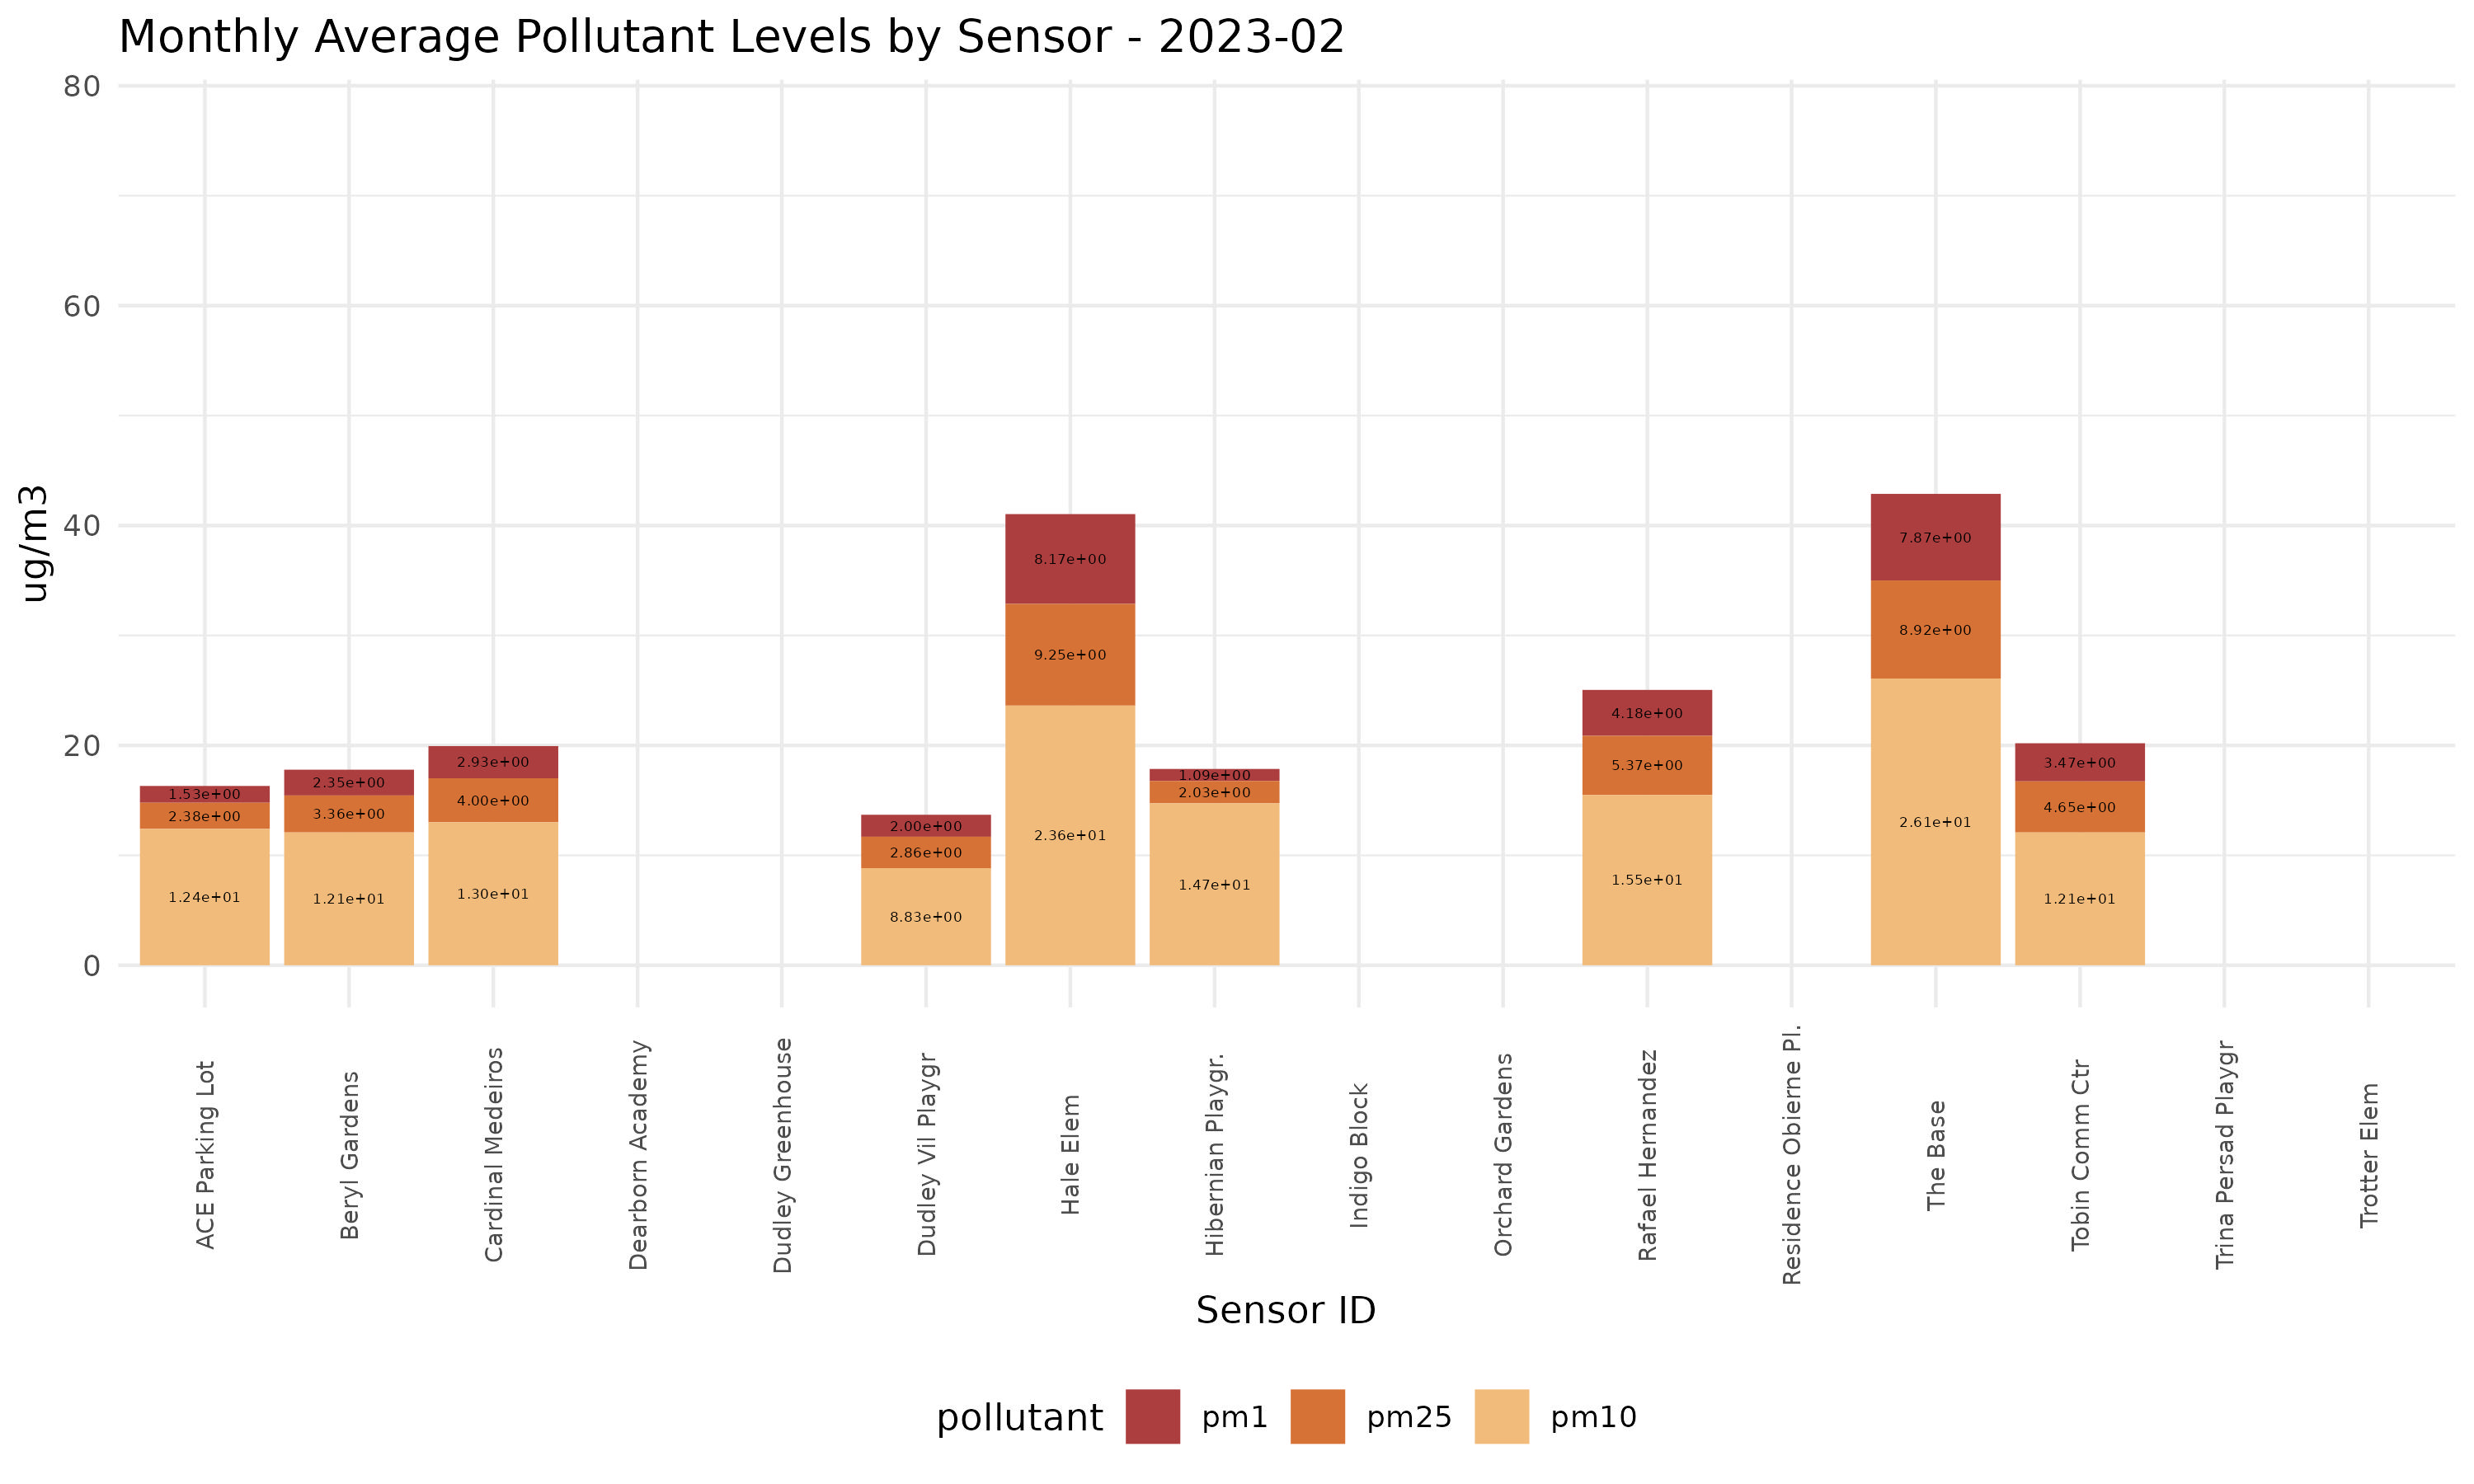 Monthly Average Pollutant Levels by Sensor - 2023-02
ug/m3
80
60
40
20
0
1.53e+00
2.38e+00
1.24e+01
2.35e+00
3.36e+00
1.21e+01
2.93e+00
4.00e+00
1.30e+01
2.00e+00
2.86e+00
8.83e+00
8.17e+00
9.25e+00
2.36e+01
1.09e+00
2.03e+00
1.47e+01
4.18e+00
5.37e+00
1.55e+01
7.87e+00
8.92e+00
2.61e+01
3.47e+00
4.65e+00
1.21e+01
ACE Parking Lot
Beryl Gardens
Cardinal Medeiros
Dearborn Academy
Dudley Greenhouse
Dudley Vil Playgr
Hale Elem
Hibernian Playgr.
Indigo Block
Orchard Gardens
Rafael Hernandez
Residence Obierne Pl.
The Base
Tobin Comm Ctr
Trina Persad Playgr
Trotter Elem
Sensor ID
pollutant pm1 pm25 pm10